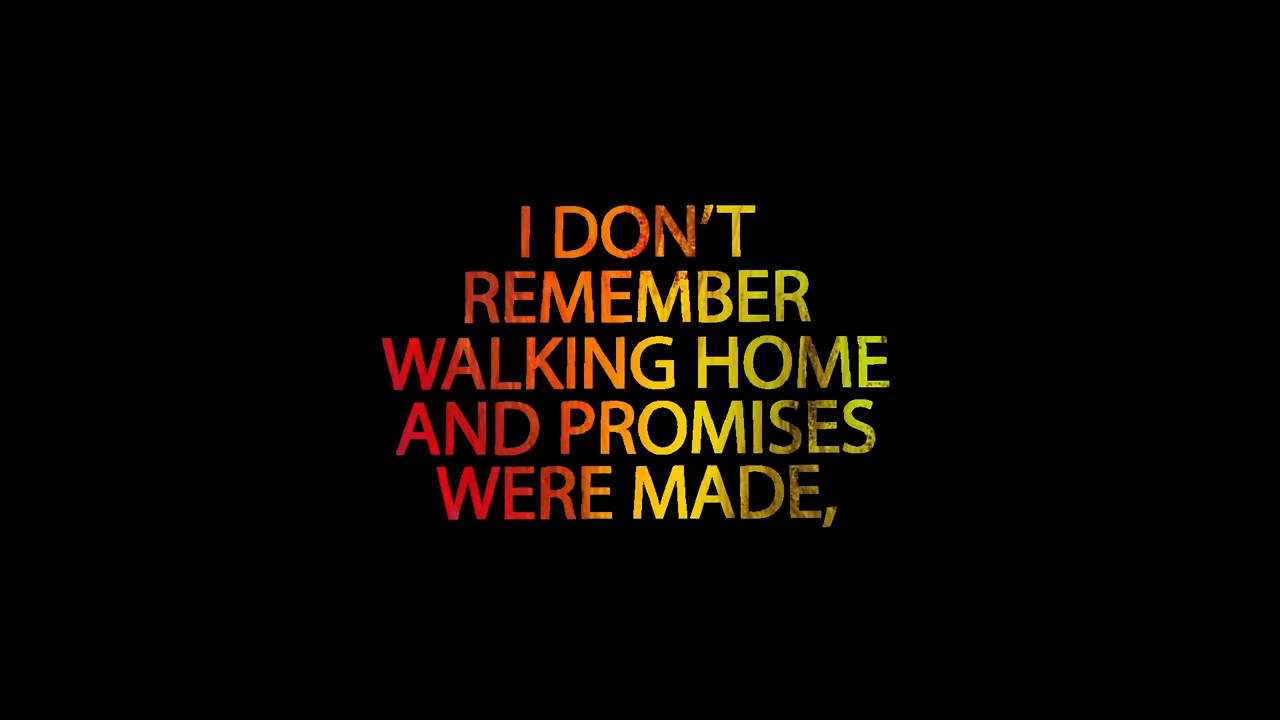 I DON’T
REMEMBER
WALKING HOME
AND PROMISES
WERE MADE,